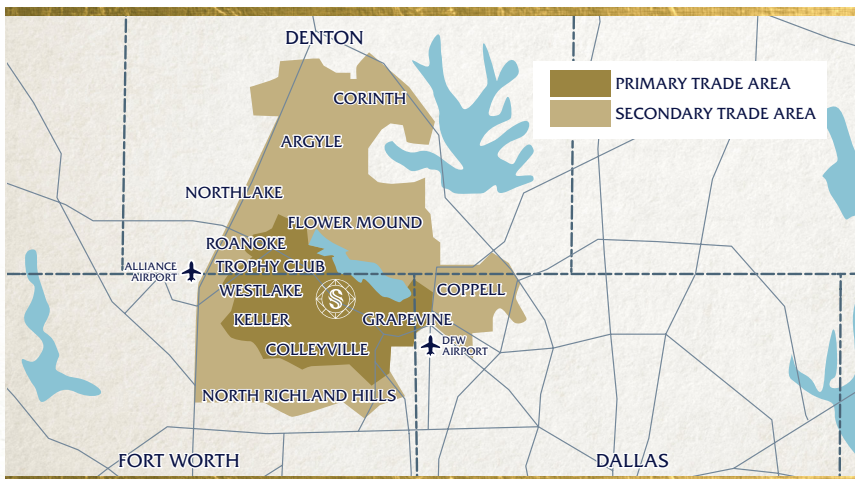 DENTON
PRIMARY TRADE AREA
CORINTH
SECONDARY TRADE AREA
ARGYLE
NORTHLAKE
FLOWER MOUND
ROANOKE
ALLIANCE
AIRPORT
TROPHY CLUB
WESTLAKE
COPPELL
S
KELLER
GRAPEVINE
COLLEYVILLE
DFW
AIRPORT
NORTH RICHLAND HILLS
FORT WORTH
DALLAS